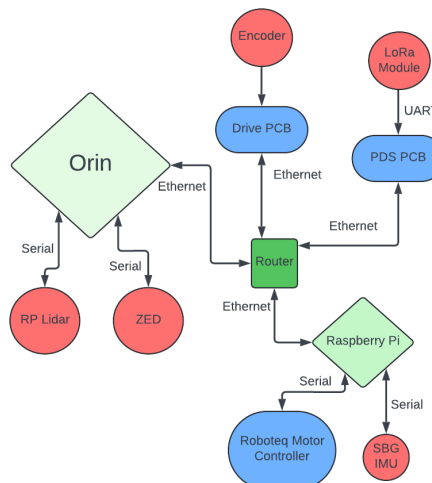 Encoder
LoRa
Module
UART
Drive PCB
PDS PCB
Orin
Ethernet
Ethernet
Ethernet
Serial
Serial
Router
RP Lidar
ZED
Ethernet
Raspberry Pi
Serial
Serial
Roboteq Motor
Controller
SBG
IMU